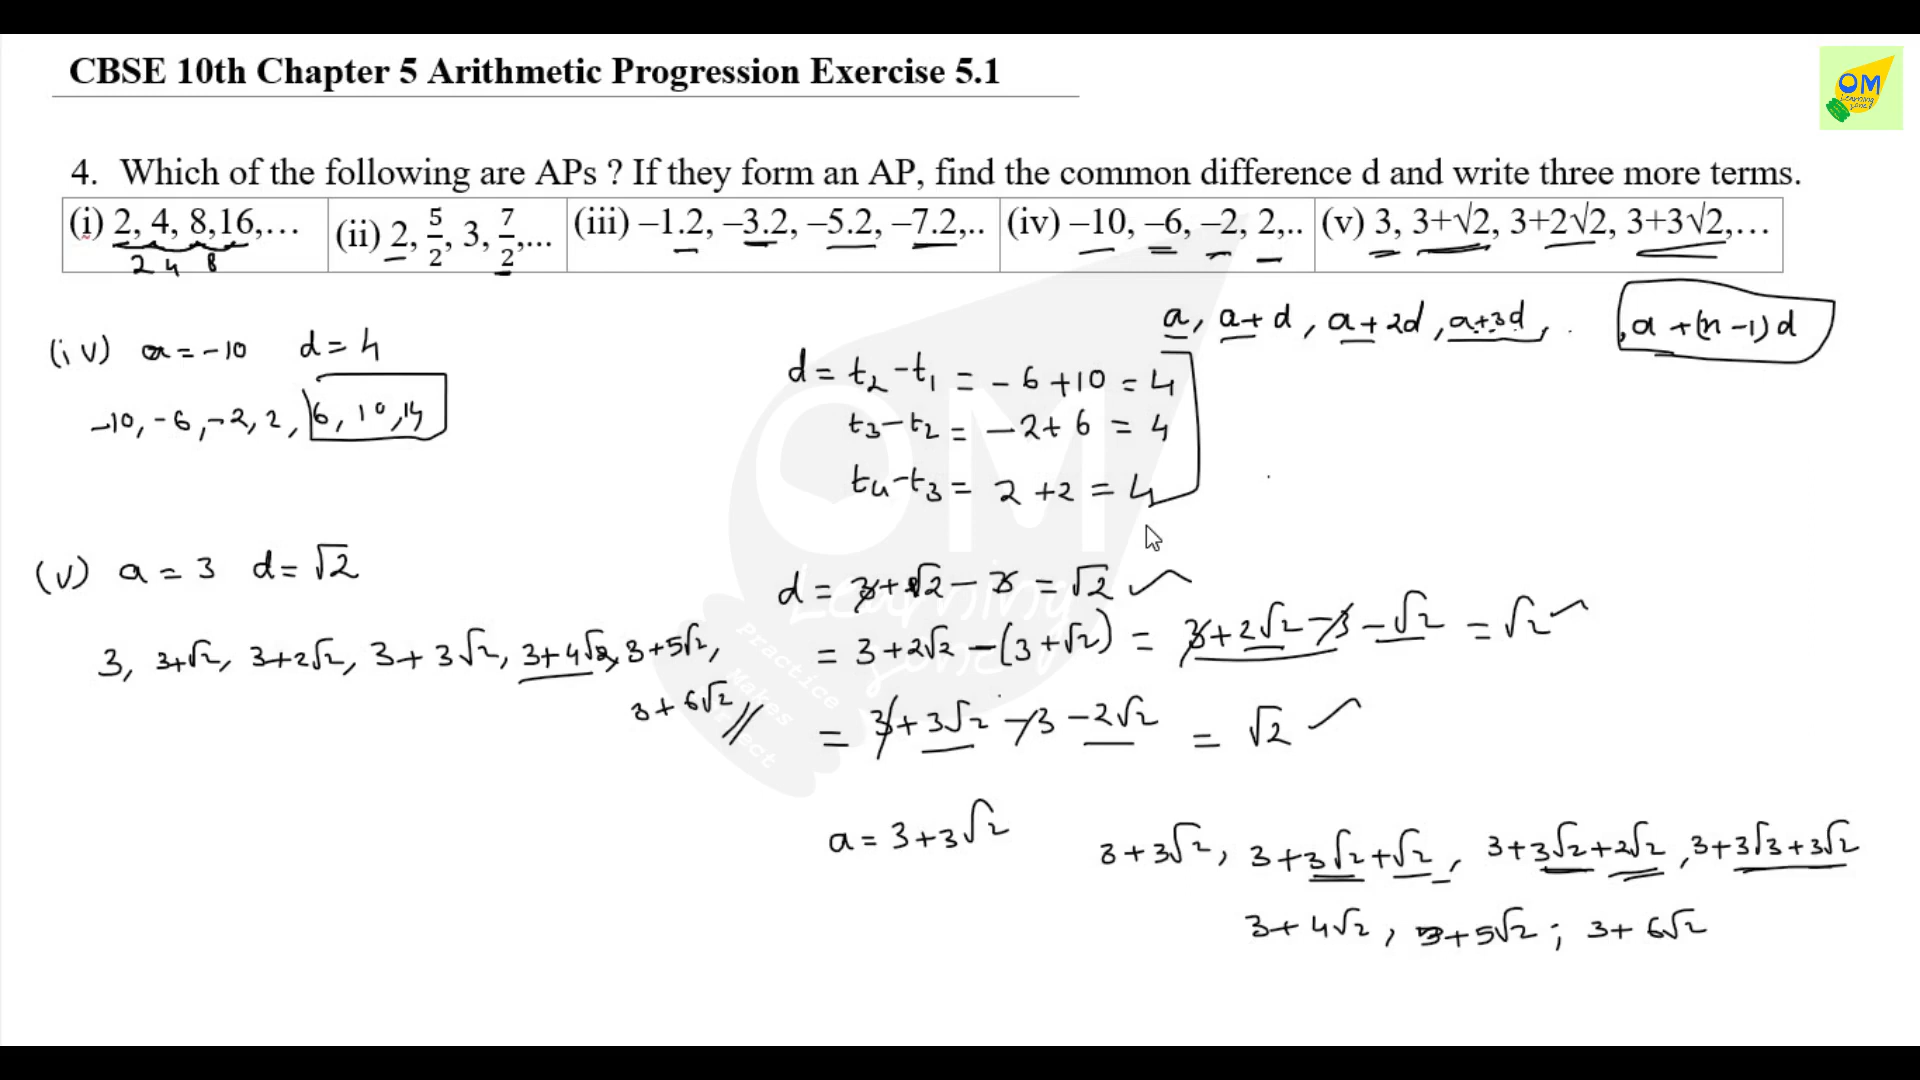 CBSE 10th Chapter 5 Arithmetic Progression Exercise 5.1
OM
Learning
Zone
4. Which of the following are APs ? If they form an AP, find the common difference d and write three more terms.
(i) 2, 4, 8,16,… (ii) 2, 5/2, 3, 7/2,... (iii) –1.2, –3.2, –5.2, –7.2,.. (iv) –10, –6, –2, 2,.. (v) 3, 3+√2, 3+2√2, 3+3√2,…
2 4 8
a, a+d, a+2d, a+3d, . , a+(n-1)d
(iv) a = -10 d = 4
-10, -6, -2, 2, 6, 10, 14
d = t₂ - t₁ = -6 + 10 = 4
t₃ - t₂ = -2 + 6 = 4
t₄ - t₃ = 2 + 2 = 4
(v) a = 3 d = √2
3, 3+√2, 3+2√2, 3+3√2, 3+4√2, 3+5√2,
3+6√2 //
d = 3+√2 - 3 = √2
= 3+2√2 - (3+√2) = 3+2√2 - 3 - √2 = √2
= 3+3√2 - 3 - 2√2 = √2
a = 3+3√2
3+3√2, 3+3√2+√2, 3+3√2+2√2, 3+3√3+3√2
3+4√2, 3+5√2; 3+6√2
OM
Learning
Zone
Practice
Makes